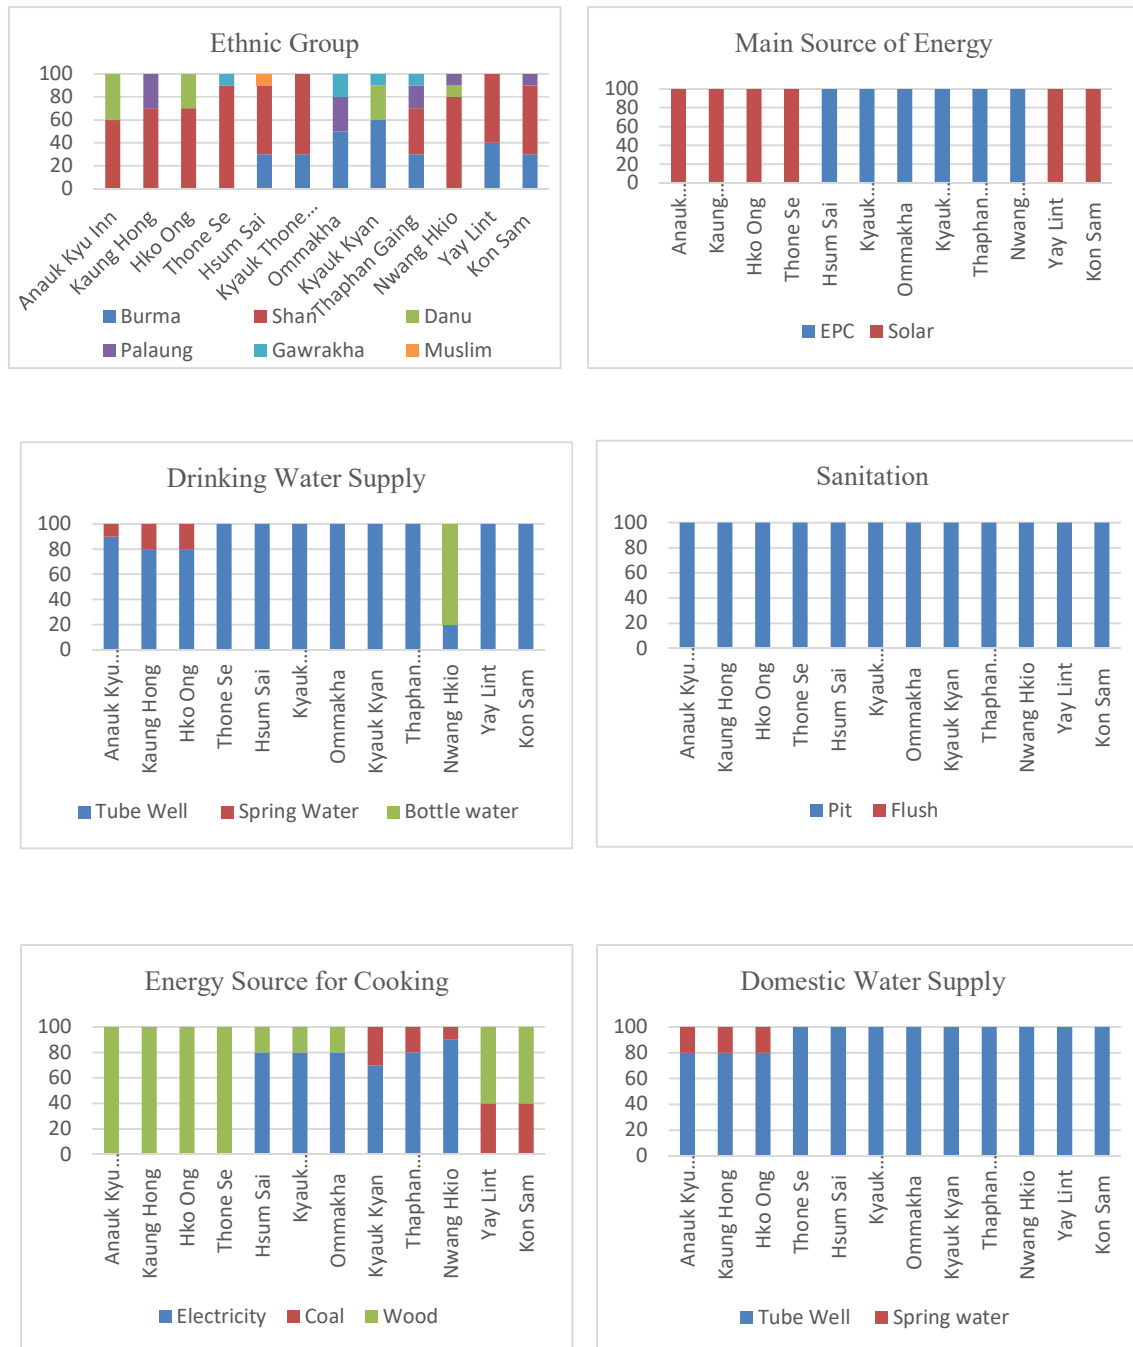 Ethnic Group
100
80
60
40
20
0
Anauk Kyu Inn
Kaung Hong
Hko Ong
Thone Se
Hsum Sai
Kyauk Thone...
Ommakha
Kyauk Kyan
Thaphan Gaing
Nwang Hkio
Yay Lint
Kon Sam
Burma Shan Danu
Palaung Gawrakha Muslim
Main Source of Energy
100
80
60
40
20
0
Anauk...
Kaung...
Hko Ong
Thone Se
Hsum Sai
Kyauk...
Ommakha
Kyauk...
Thaphan...
Nwang...
Yay Lint
Kon Sam
EPC Solar
Drinking Water Supply
100
80
60
40
20
0
Anauk Kyu...
Kaung Hong
Hko Ong
Thone Se
Hsum Sai
Kyauk...
Ommakha
Kyauk Kyan
Thaphan...
Nwang Hkio
Yay Lint
Kon Sam
Tube Well Spring Water Bottle water
Sanitation
100
80
60
40
20
0
Anauk Kyu...
Kaung Hong
Hko Ong
Thone Se
Hsum Sai
Kyauk...
Ommakha
Kyauk Kyan
Thaphan...
Nwang Hkio
Yay Lint
Kon Sam
Pit Flush
Energy Source for Cooking
100
80
60
40
20
0
Anauk Kyu...
Kaung Hong
Hko Ong
Thone Se
Hsum Sai
Kyauk...
Ommakha
Kyauk Kyan
Thaphan...
Nwang Hkio
Yay Lint
Kon Sam
Electricity Coal Wood
Domestic Water Supply
100
80
60
40
20
0
Anauk Kyu...
Kaung Hong
Hko Ong
Thone Se
Hsum Sai
Kyauk...
Ommakha
Kyauk Kyan
Thaphan...
Nwang Hkio
Yay Lint
Kon Sam
Tube Well Spring water